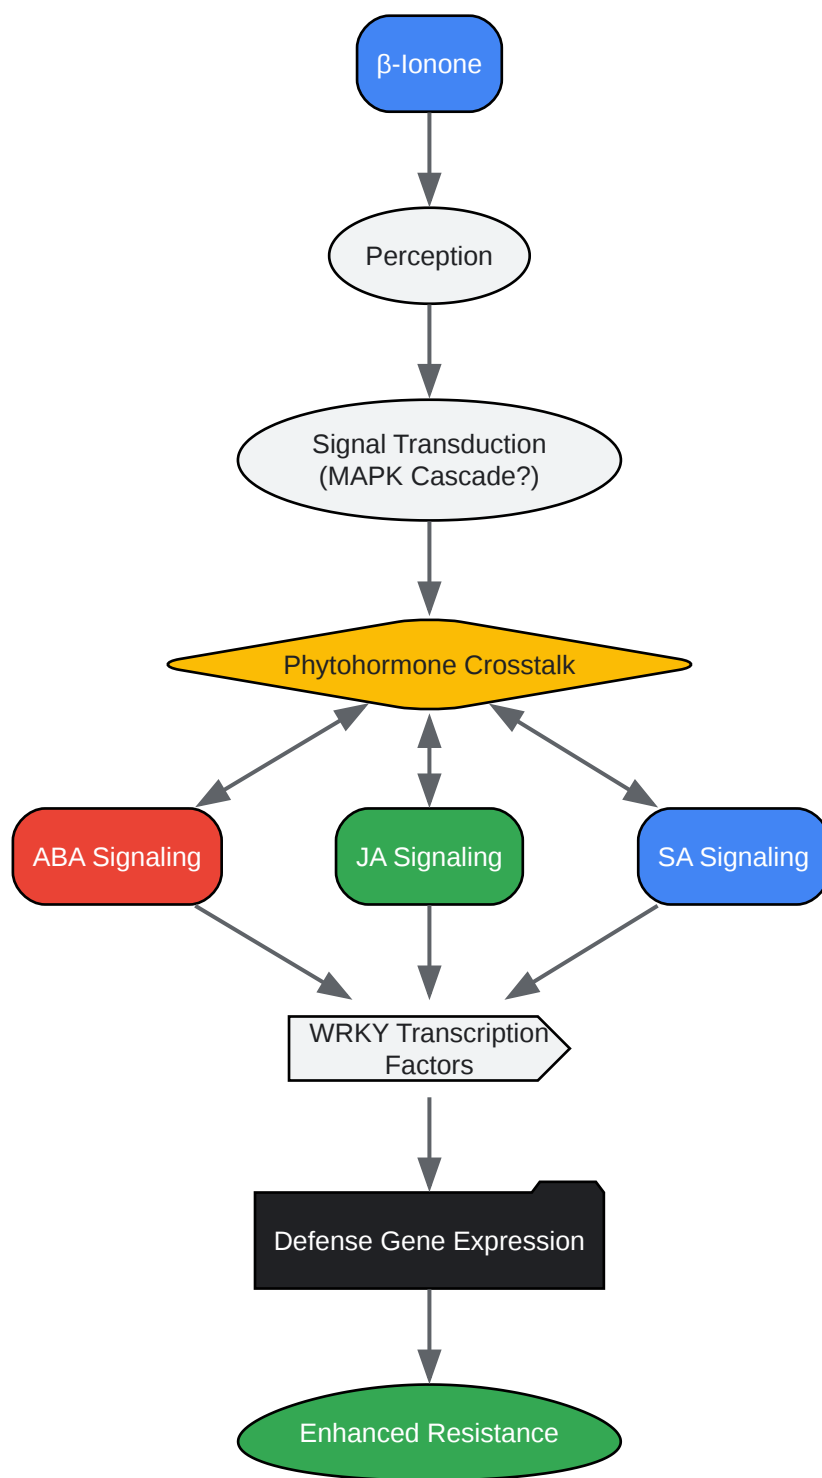 β-Ionone
Perception
Signal Transduction
(MAPK Cascade?)
Phytohormone Crosstalk
ABA Signaling
JA Signaling
SA Signaling
WRKY Transcription
Factors
Defense Gene Expression
Enhanced Resistance